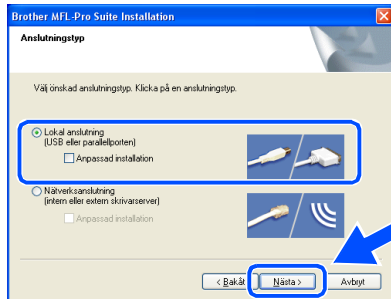 Brother MFL-Pro Suite Installation
Anslutningstyp
Välj önskad anslutningstyp. Klicka på en anslutningstyp.
Lokal anslutning
(USB eller parallellporten)
Anpassad installation
Nätverksanslutning
(intern eller extern skrivarserver)
Anpassad installation
< Bakåt
Nästa >
Avbryt